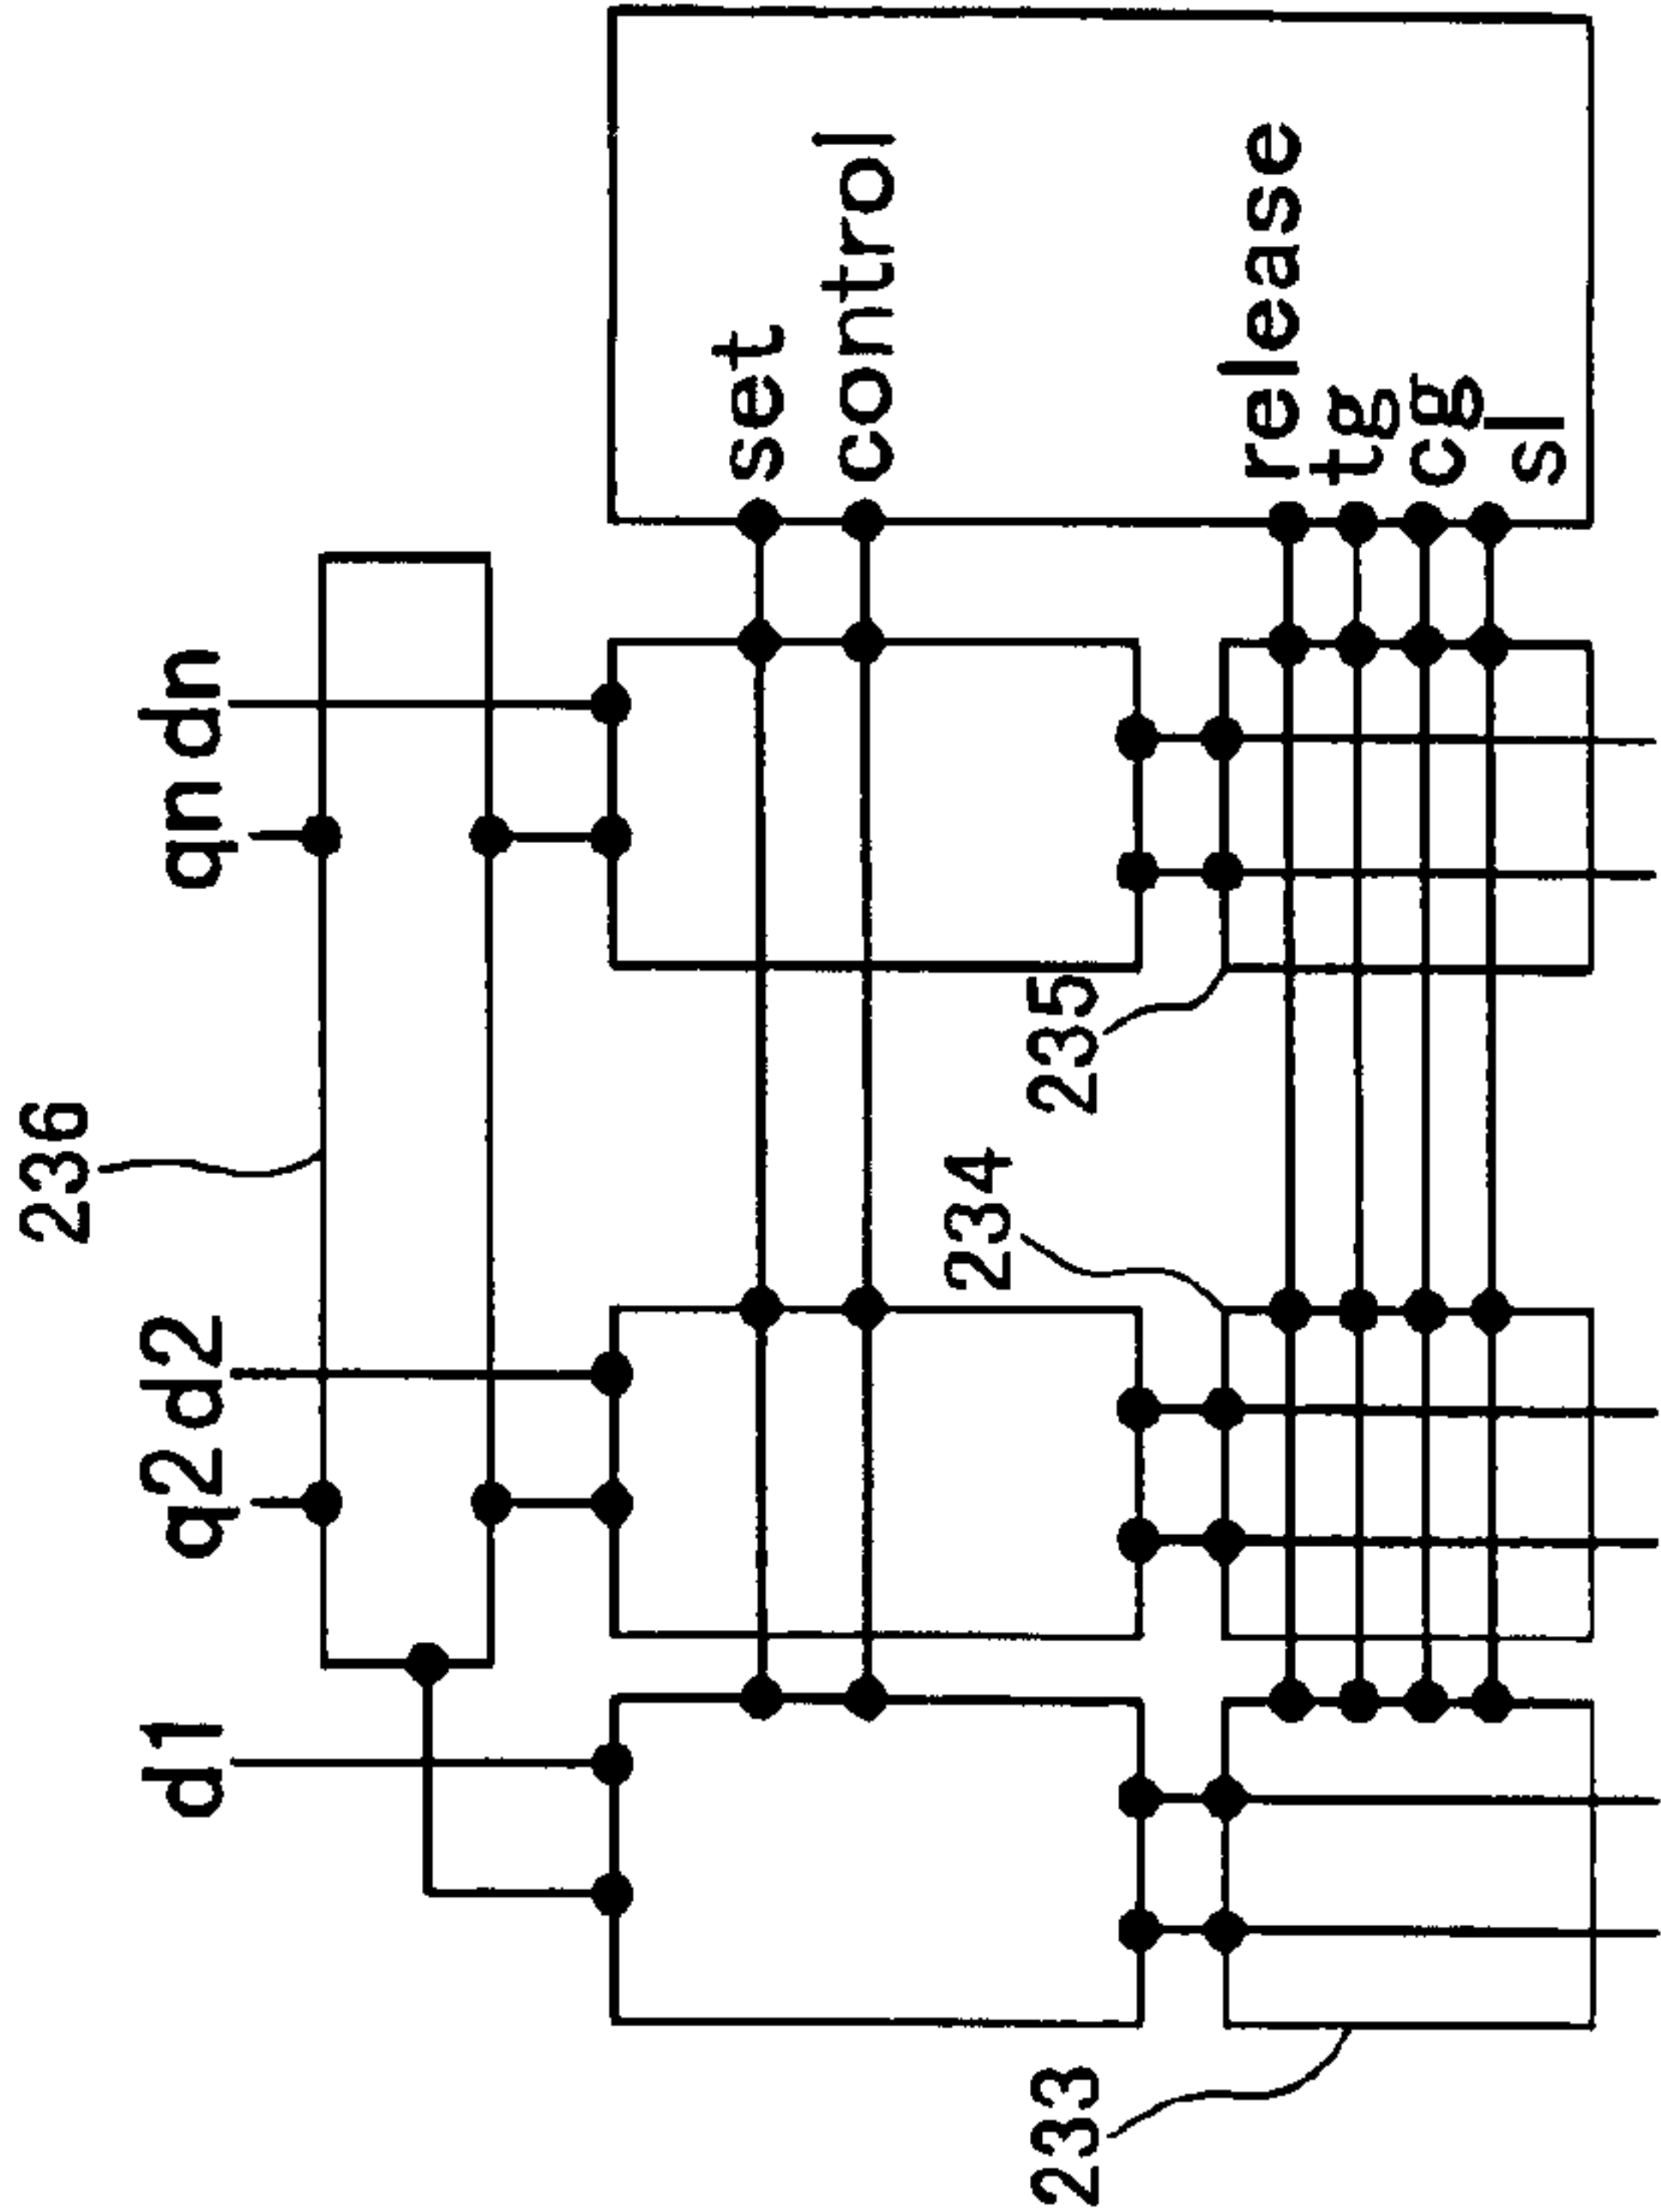 236
d1
q2 d2
qn dn
set
control
release
tg
cg
sl
233
234
235